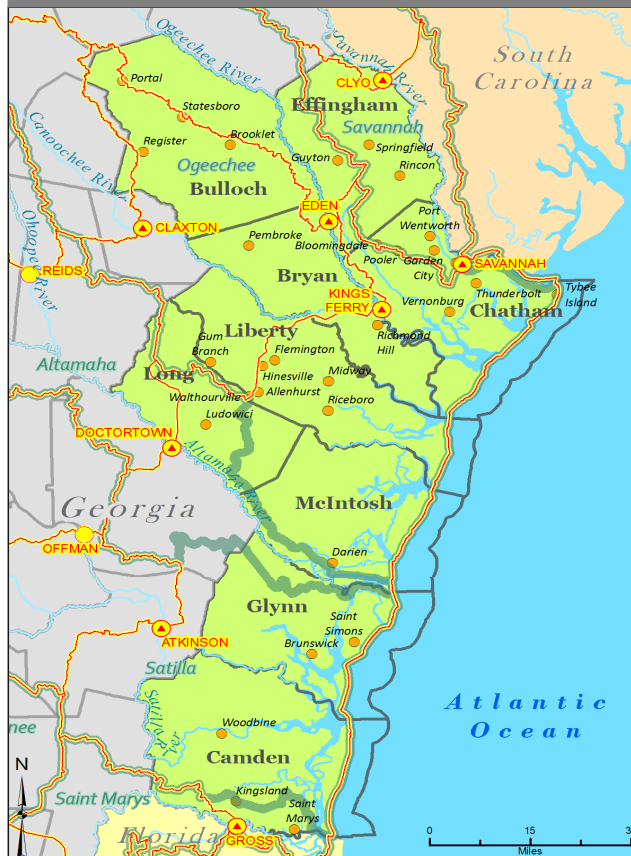 Ogeechee River
Savannah River
South
Carolina
Portal
CLYO
Effingham
Statesboro
Savannah
Canoochee River
Register
Brooklet
Springfield
Guyton
Ogeechee
Rincon
Bulloch
EDEN
Port
Wentworth
CLAXTON
Ohoopee River
Pembroke
Bloomingdale
Pooler
Garden
City
SAVANNAH
REIDS
Bryan
Thunderbolt
Tybee
Island
KINGS
FERRY
Vernonburg
Chatham
Liberty
Richmond
Hill
Gum
Branch
Flemington
Altamaha
Long
Hinesville
Midway
Walthourville
Allenhurst
Riceboro
Ludowici
DOCTORTOWN
Altamaha River
Georgia
McIntosh
OFFMAN
Darien
Glynn
Saint
Simons
ATKINSON
Brunswick
Satilla
Satilla River
Atlantic
Ocean
nee
Woodbine
Camden
N
Saint Marys
Kingsland
Saint
Marys
Florida
GROSS
0 15 3
Miles